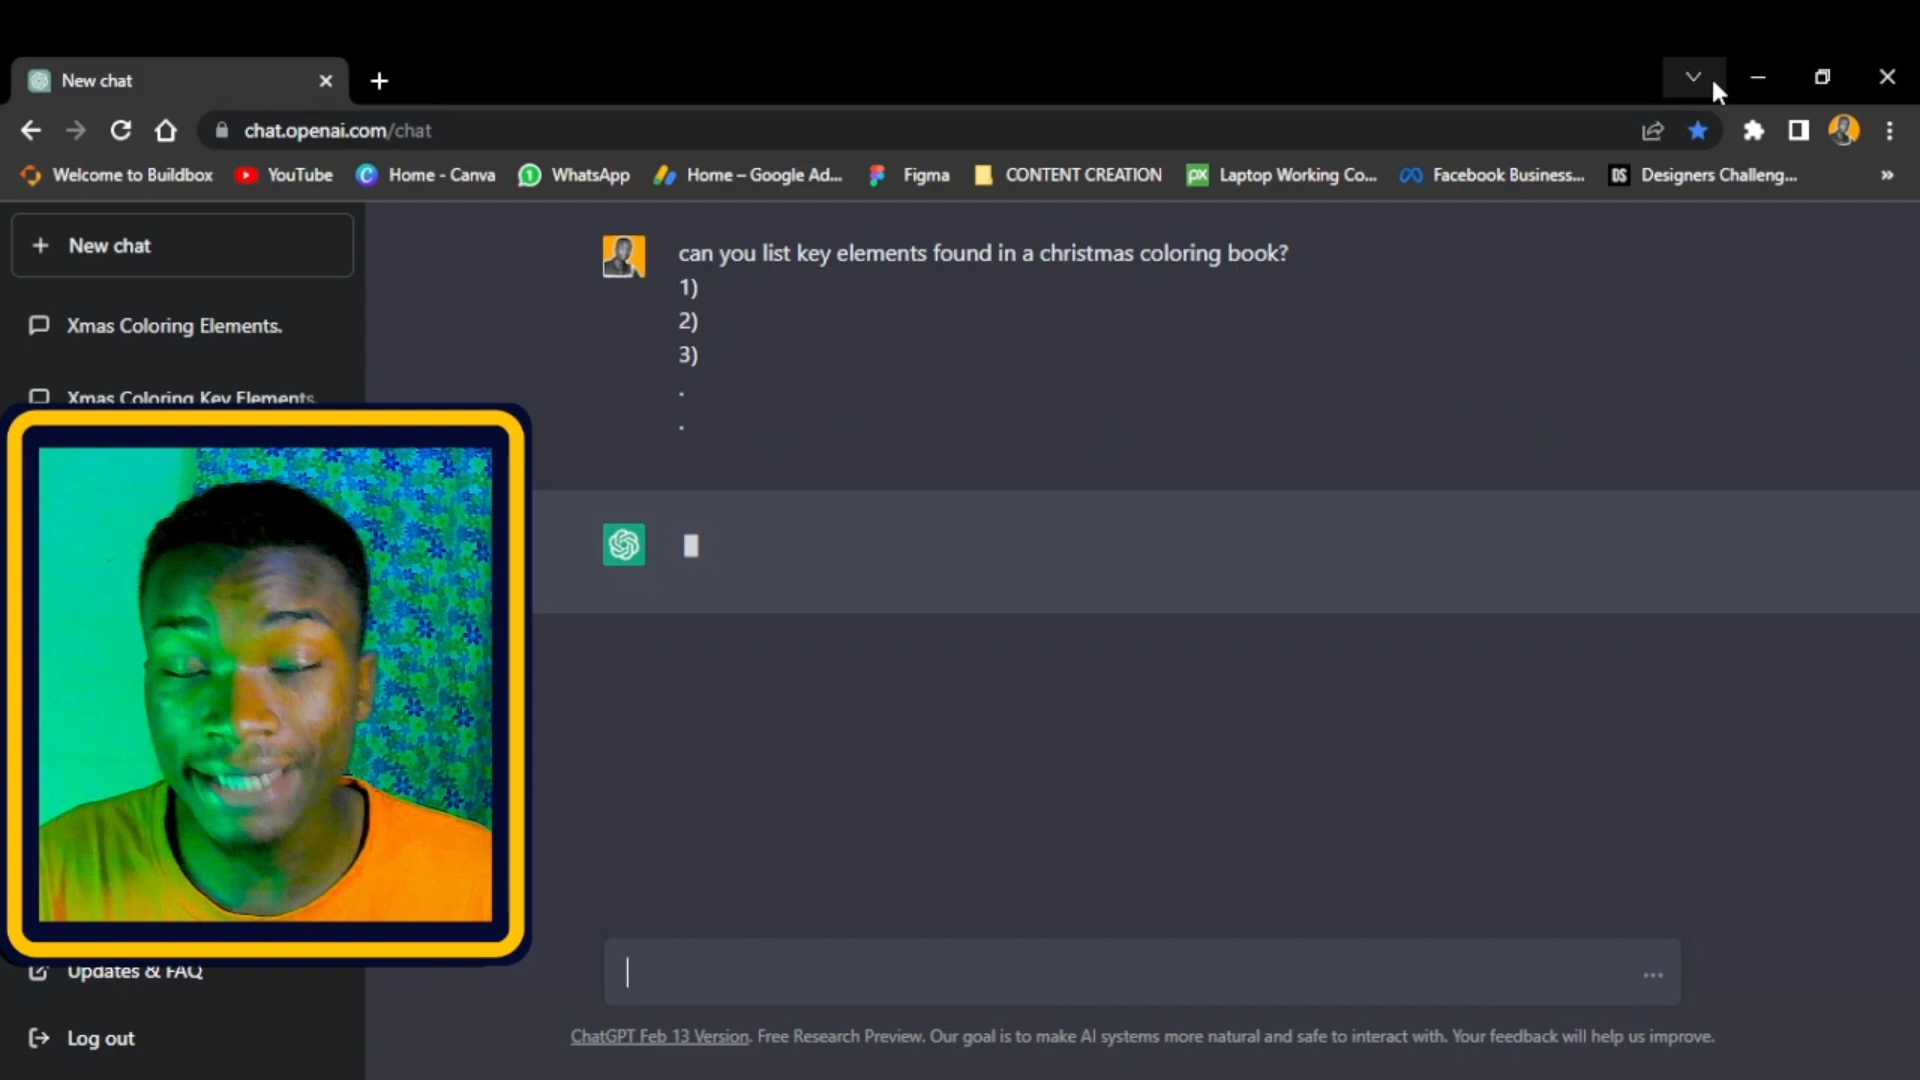 New chat
chat.openai.com/chat
Welcome to Buildbox
YouTube
Home - Canva
WhatsApp
Home – Google Ad...
Figma
CONTENT CREATION
px
Laptop Working Co...
Facebook Business...
DS
Designers Challeng...
»
+ New chat
Xmas Coloring Elements.
Xmas Coloring Key Elements.
Updates & FAQ
Log out
can you list key elements found in a christmas coloring book?
1)
2)
3)
.
.
ChatGPT Feb 13 Version. Free Research Preview. Our goal is to make AI systems more natural and safe to interact with. Your feedback will help us improve.